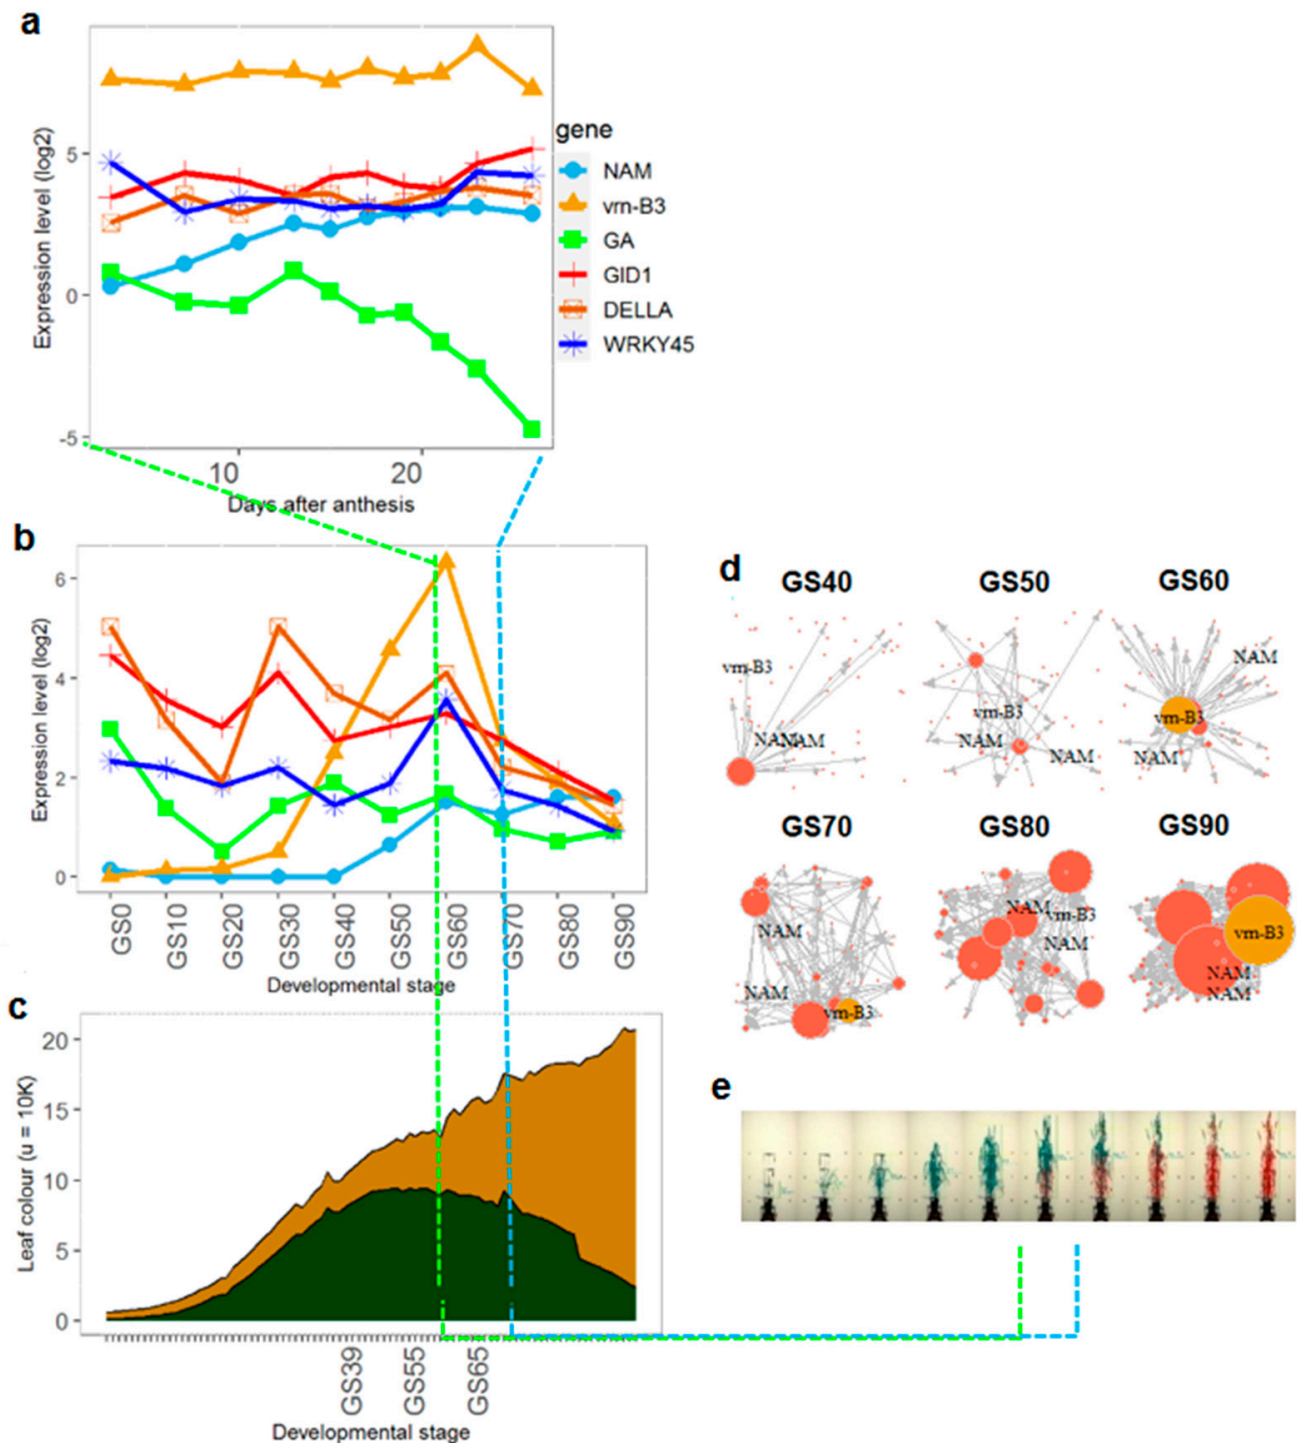 a
Expression level (log2)
5
0
-5
10
20
Days after anthesis
gene
NAM
vrn-B3
GA
GID1
DELLA
WRKY45
b
Expression level (log2)
6
4
2
0
GS0
GS10
GS20
GS30
GS40
GS50
GS60
GS70
GS80
GS90
Developmental stage
c
Leaf colour (u = 10K)
20
15
10
5
0
GS39
GS55
GS65
Developmental stage
d
GS40
GS50
GS60
vrn-B3
NAM
NAM
vrn-B3
NAM
NAM
NAM
vrn-B3
NAM
GS70
GS80
GS90
NAM
NAM
vrn-B3
NAM
vrn-B3
NAM
vrn-B3
NAM
NAM
e